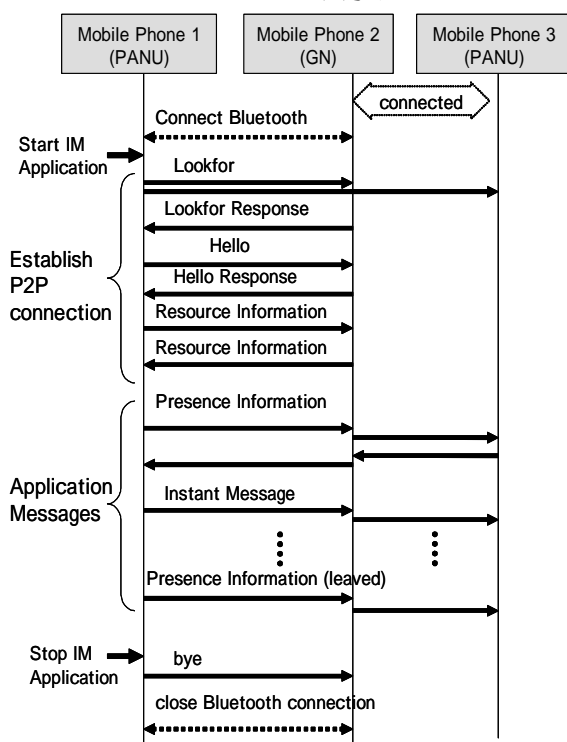 Mobile Phone 1
(PANU)
Mobile Phone 2
(GN)
Mobile Phone 3
(PANU)
connected
Connect Bluetooth
Start IM
Application
Lookfor
Lookfor Response
Hello
Hello Response
Establish
P2P
connection
Resource Information
Resource Information
Presence Information
Application
Messages
Instant Message
Presence Information (leaved)
Stop IM
Application
bye
close Bluetooth connection